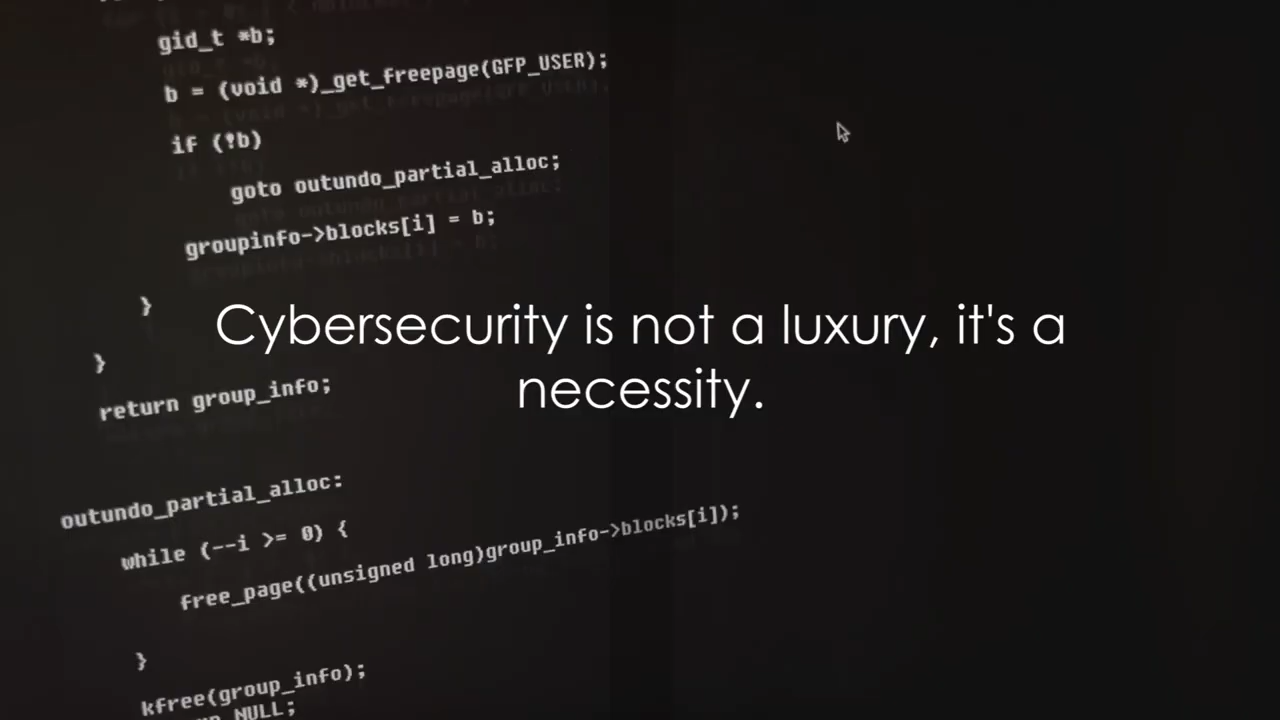 gid_t *b;
b = (void *)_get_freepage(GFP_USER);
if (!b)
goto outundo_partial_alloc;
groupinfo->blocks[i] = b;
}
Cybersecurity is not a luxury, it's a
necessity.
}
return group_info;
outundo_partial_alloc:
while (--i >= 0) {
free_page((unsigned long)group_info->blocks[i]);
}
kfree(group_info);
NULL;